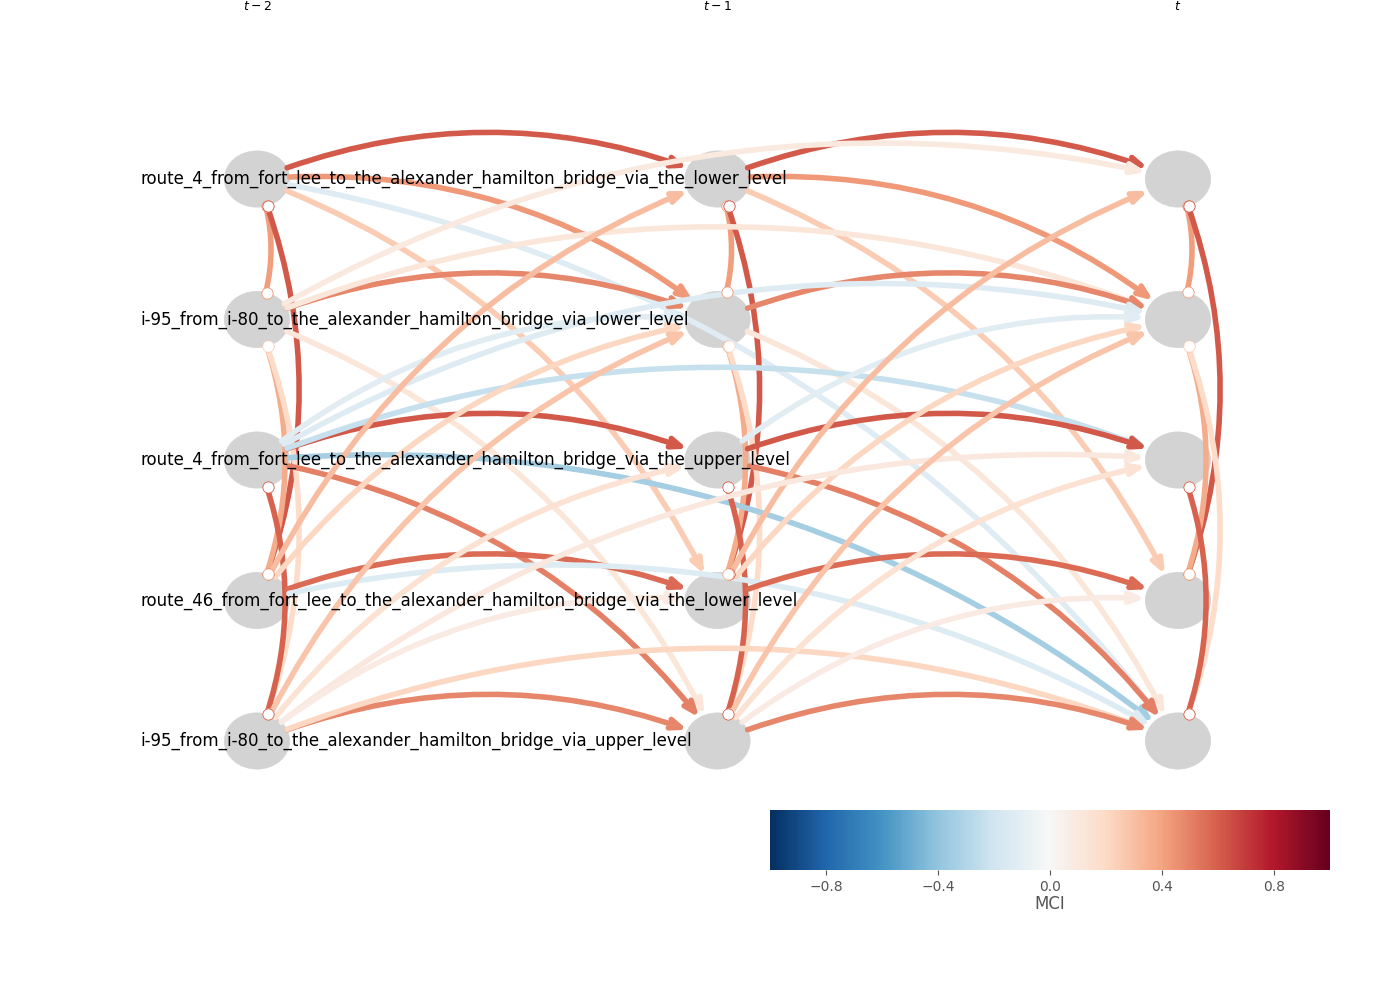 t − 2 t − 1 t
route_4_from_fort_lee_to_the_alexander_hamilton_bridge_via_the_lower_level
i-95_from_i-80_to_the_alexander_hamilton_bridge_via_lower_level
route_4_from_fort_lee_to_the_alexander_hamilton_bridge_via_the_upper_level
route_46_from_fort_lee_to_the_alexander_hamilton_bridge_via_the_lower_level
i-95_from_i-80_to_the_alexander_hamilton_bridge_via_upper_level
−0.8 −0.4 0.0 0.4 0.8
MCI